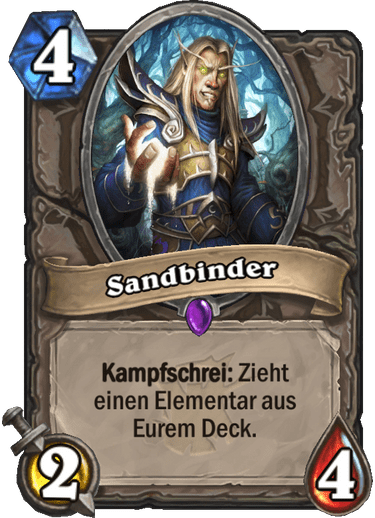 4
Sandbinder
Kampfschrei: Zieht
einen Elementar aus
Eurem Deck.
2
4